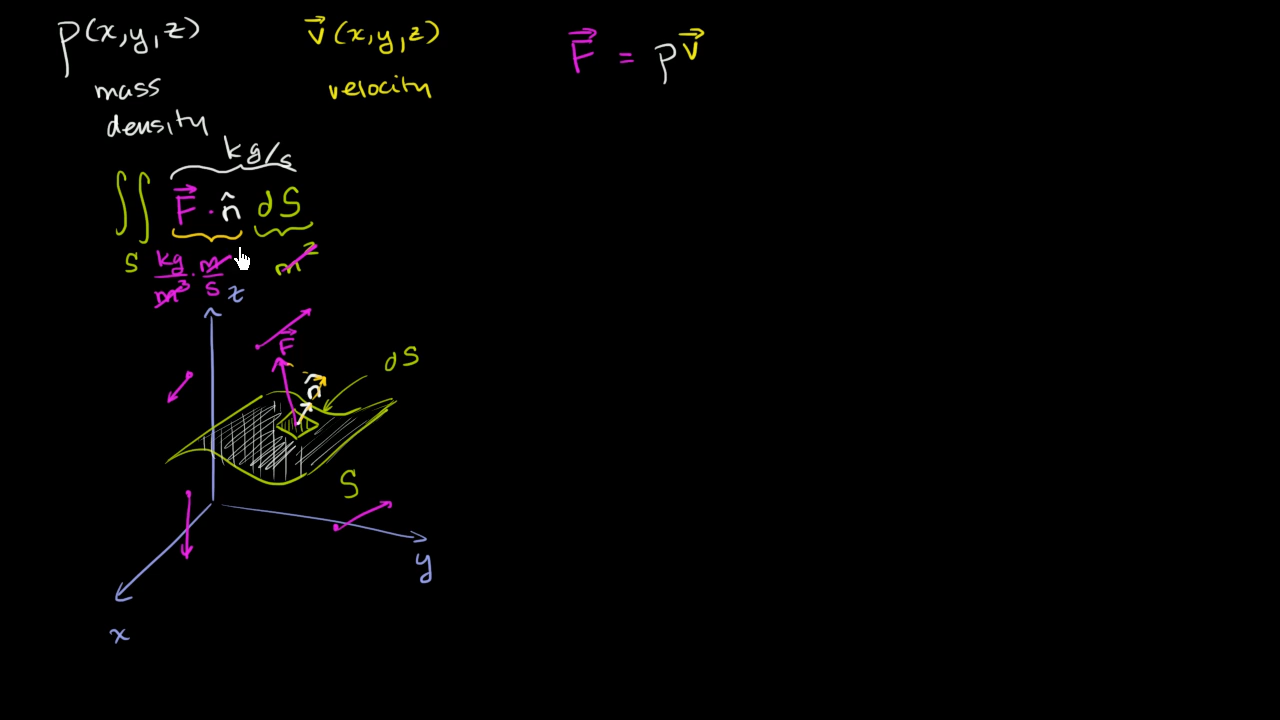 ρ(x,y,z)
mass
density
v⃗(x,y,z)
velocity
F⃗ = ρv⃗
kg/s
∬ F⃗ · n̂ dS
S
kg/m³ · m/s
m²
z
F⃗
n̂
dS
S
y
x